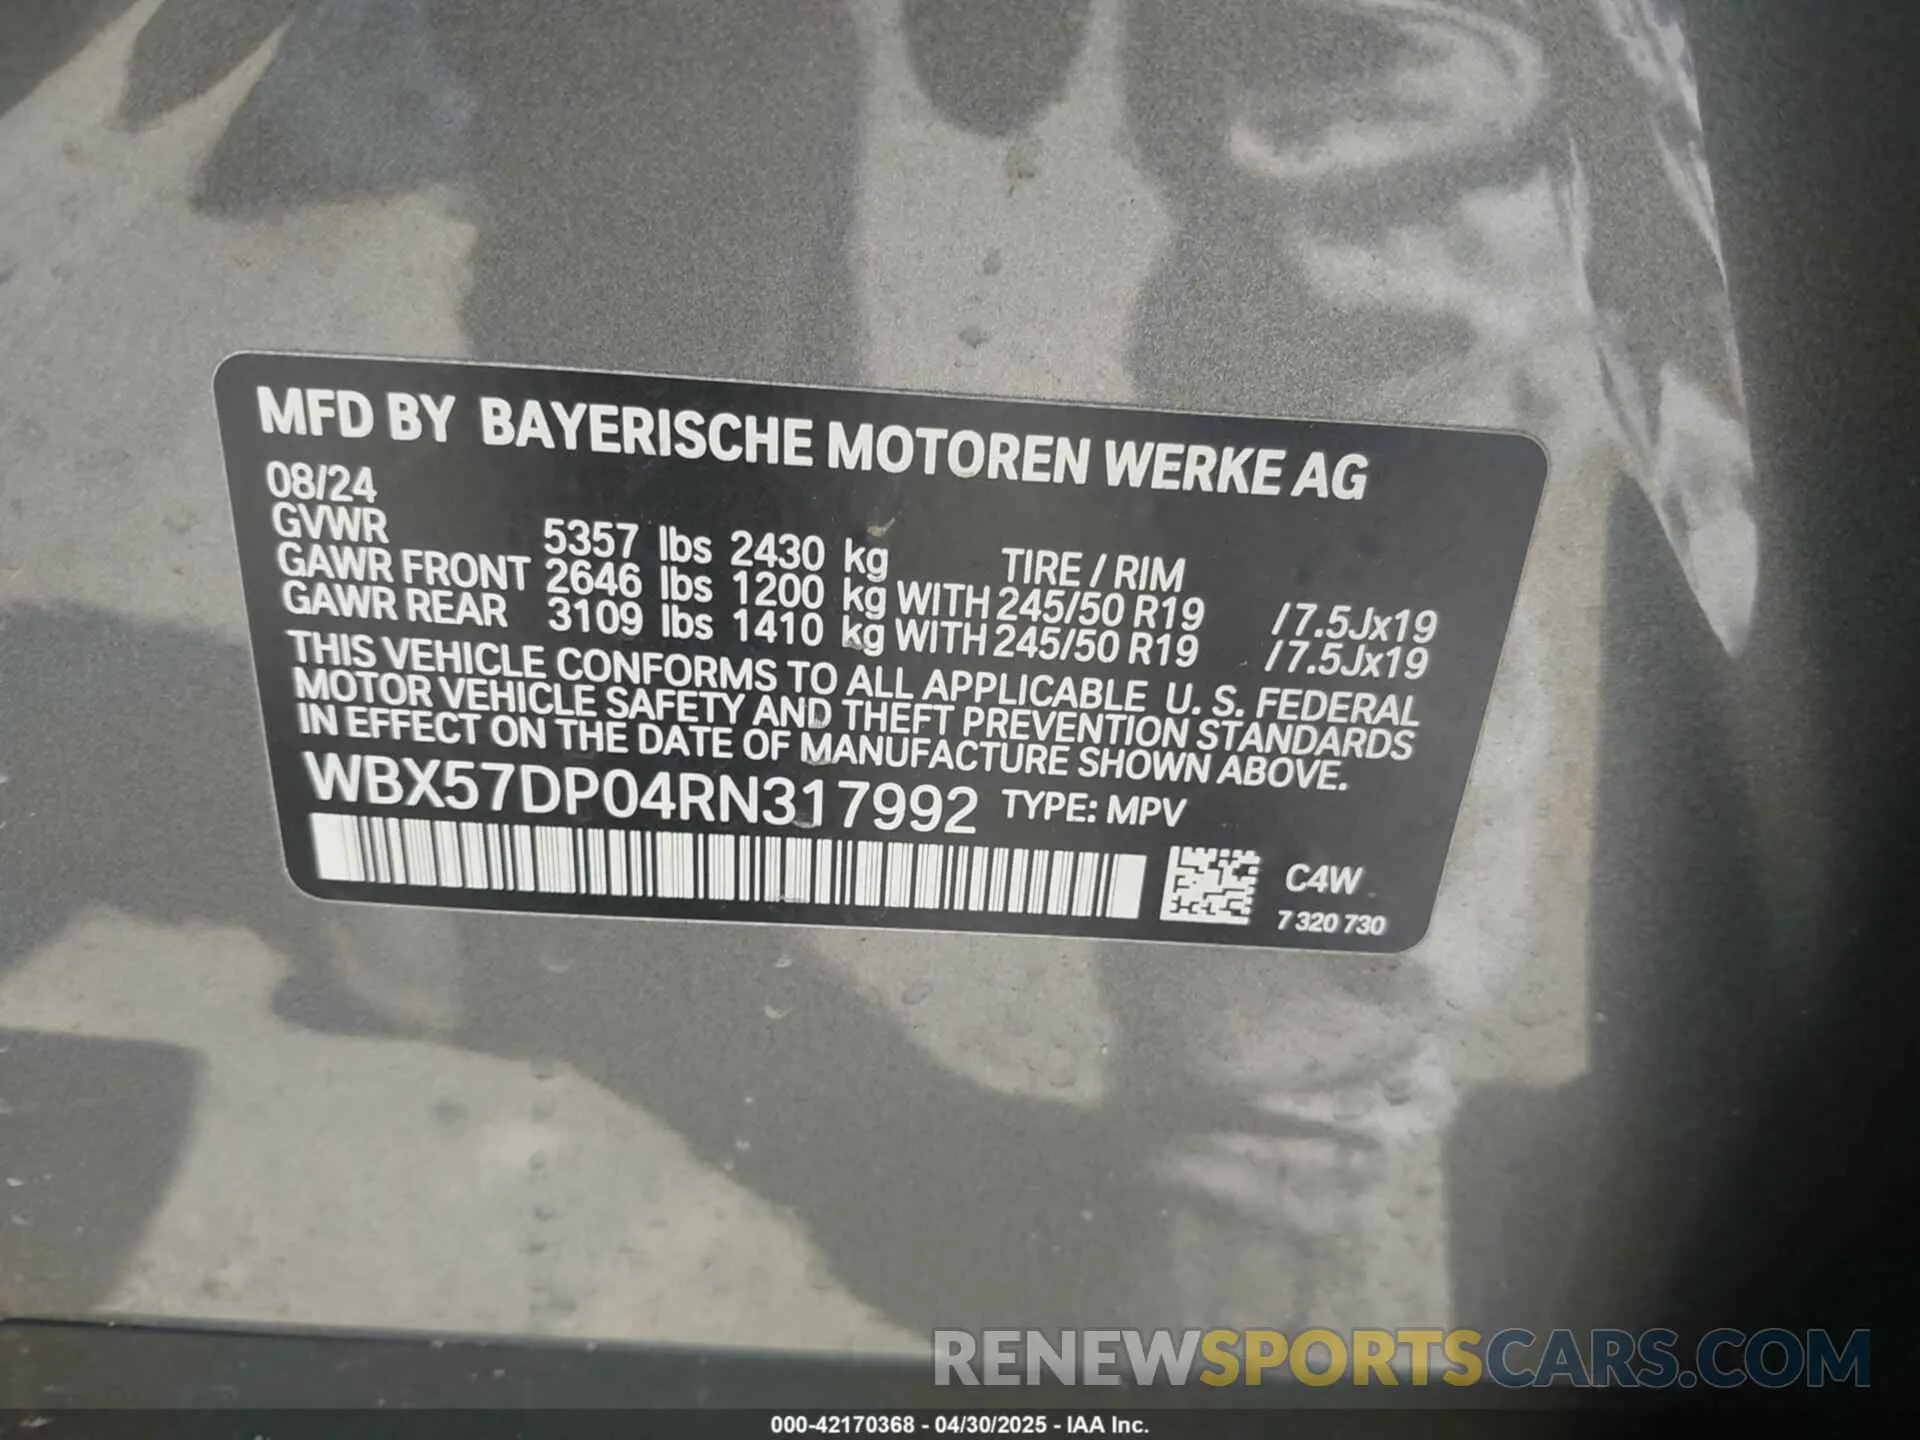 MFD BY BAYERISCHE MOTOREN WERKE AG
08/24
GVWR 5357 lbs 2430 kg TIRE / RIM
GAWR FRONT 2646 lbs 1200 kg WITH 245/50 R19 /7.5Jx19
GAWR REAR 3109 lbs 1410 kg WITH 245/50 R19 /7.5Jx19
THIS VEHICLE CONFORMS TO ALL APPLICABLE U. S. FEDERAL
MOTOR VEHICLE SAFETY AND THEFT PREVENTION STANDARDS
IN EFFECT ON THE DATE OF MANUFACTURE SHOWN ABOVE.
WBX57DP04RN317992 TYPE: MPV
C4W
7 320 730
RENEWSPORTSCARS.COM
000-42170368 - 04/30/2025 - IAA Inc.